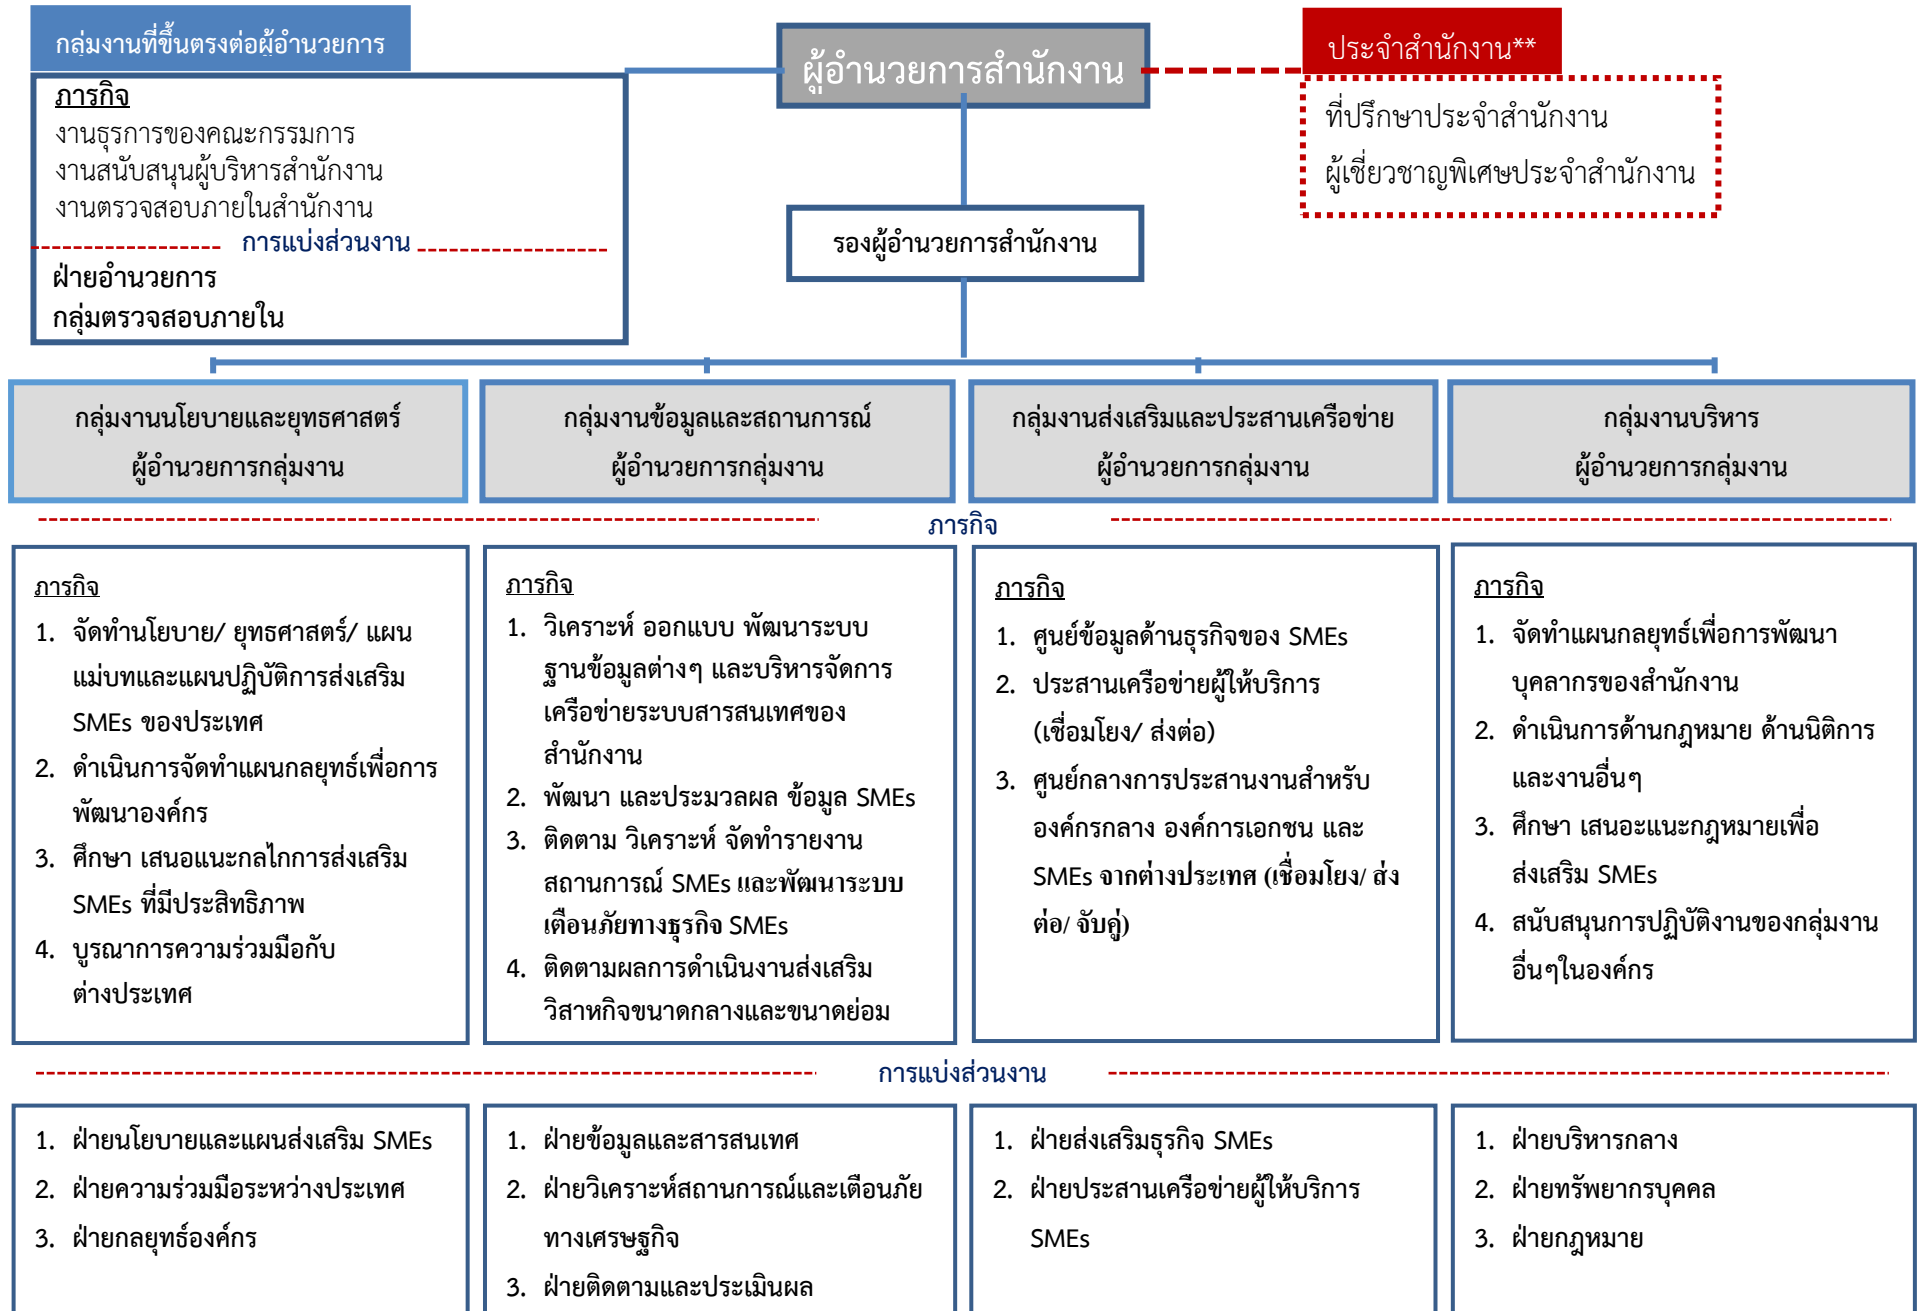 กลุ่มงานที่ขึ้นตรงต่อผู้อำนวยการ
ภารกิจ
งานธุรการของคณะกรรมการ
งานสนับสนุนผู้บริหารสำนักงาน
งานตรวจสอบภายในสำนักงาน
การแบ่งส่วนงาน
ฝ่ายอำนวยการ
กลุ่มตรวจสอบภายใน
ผู้อำนวยการสำนักงาน
ประจำสำนักงาน**
ที่ปรึกษาประจำสำนักงาน
ผู้เชี่ยวชาญพิเศษประจำสำนักงาน
รองผู้อำนวยการสำนักงาน
กลุ่มงานนโยบายและยุทธศาสตร์
ผู้อำนวยการกลุ่มงาน
กลุ่มงานข้อมูลและสถานการณ์
ผู้อำนวยการกลุ่มงาน
กลุ่มงานส่งเสริมและประสานเครือข่าย
ผู้อำนวยการกลุ่มงาน
กลุ่มงานบริหาร
ผู้อำนวยการกลุ่มงาน
ภารกิจ
ภารกิจ
1. จัดทำนโยบาย/ ยุทธศาสตร์/ แผน
แม่บทและแผนปฏิบัติการส่งเสริม
SMEs ของประเทศ
2. ดำเนินการจัดทำแผนกลยุทธ์เพื่อการ
พัฒนาองค์กร
3. ศึกษา เสนอแนะกลไกการส่งเสริม
SMEs ที่มีประสิทธิภาพ
4. บูรณาการความร่วมมือกับ
ต่างประเทศ
ภารกิจ
1. วิเคราะห์ ออกแบบ พัฒนาระบบ
ฐานข้อมูลต่างๆ และบริหารจัดการ
เครือข่ายระบบสารสนเทศของ
สำนักงาน
2. พัฒนา และประมวลผล ข้อมูล SMEs
3. ติดตาม วิเคราะห์ จัดทำรายงาน
สถานการณ์ SMEs และพัฒนาระบบ
เตือนภัยทางธุรกิจ SMEs
4. ติดตามผลการดำเนินงานส่งเสริม
วิสาหกิจขนาดกลางและขนาดย่อม
ภารกิจ
1. ศูนย์ข้อมูลด้านธุรกิจของ SMEs
2. ประสานเครือข่ายผู้ให้บริการ
(เชื่อมโยง/ ส่งต่อ)
3. ศูนย์กลางการประสานงานสำหรับ
องค์กรกลาง องค์การเอกชน และ
SMEs จากต่างประเทศ (เชื่อมโยง/ ส่ง
ต่อ/ จับคู่)
ภารกิจ
1. จัดทำแผนกลยุทธ์เพื่อการพัฒนา
บุคลากรของสำนักงาน
2. ดำเนินการด้านกฎหมาย ด้านนิติการ
และงานอื่นๆ
3. ศึกษา เสนอะแนะกฎหมายเพื่อ
ส่งเสริม SMEs
4. สนับสนุนการปฏิบัติงานของกลุ่มงาน
อื่นๆในองค์กร
การแบ่งส่วนงาน
1. ฝ่ายนโยบายและแผนส่งเสริม SMEs
2. ฝ่ายความร่วมมือระหว่างประเทศ
3. ฝ่ายกลยุทธ์องค์กร
1. ฝ่ายข้อมูลและสารสนเทศ
2. ฝ่ายวิเคราะห์สถานการณ์และเตือนภัย
ทางเศรษฐกิจ
3. ฝ่ายติดตามและประเมินผล
1. ฝ่ายส่งเสริมธุรกิจ SMEs
2. ฝ่ายประสานเครือข่ายผู้ให้บริการ
SMEs
1. ฝ่ายบริหารกลาง
2. ฝ่ายทรัพยากรบุคคล
3. ฝ่ายกฎหมาย